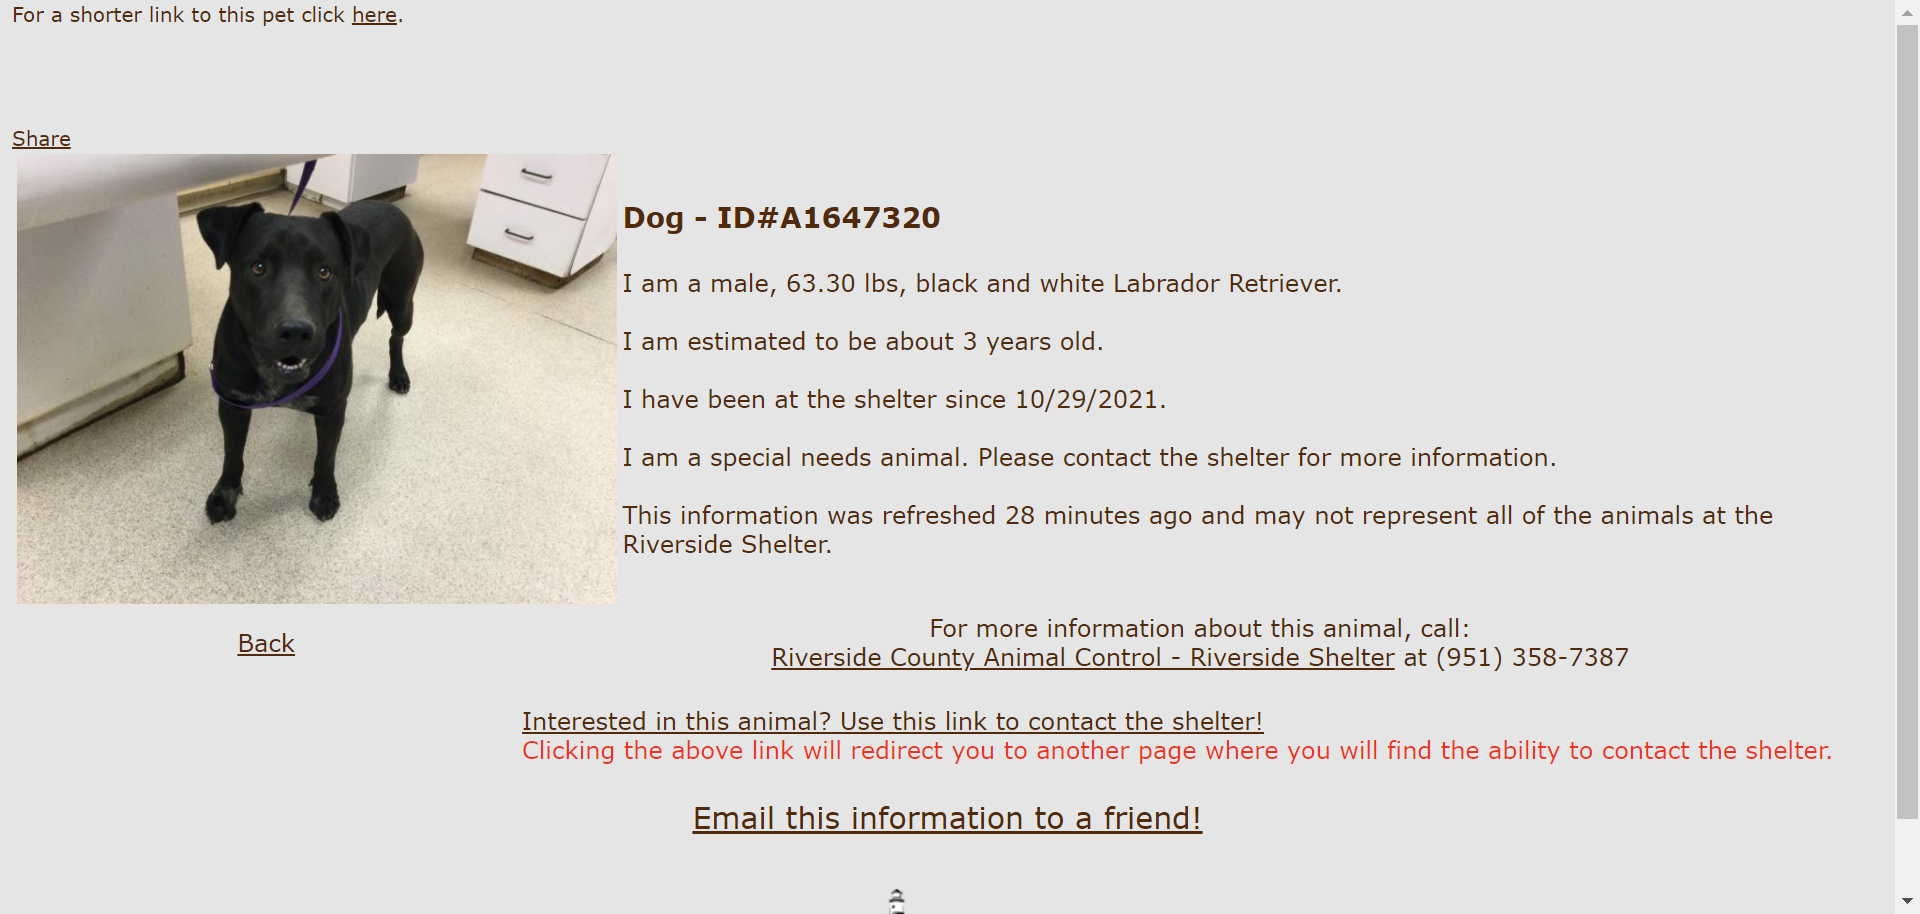 For a shorter link to this pet click here.
Share
Dog - ID#A1647320
I am a male, 63.30 lbs, black and white Labrador Retriever.
I am estimated to be about 3 years old.
I have been at the shelter since 10/29/2021.
I am a special needs animal. Please contact the shelter for more information.
This information was refreshed 28 minutes ago and may not represent all of the animals at the
Riverside Shelter.
Back
For more information about this animal, call:
Riverside County Animal Control - Riverside Shelter at (951) 358-7387
Interested in this animal? Use this link to contact the shelter!
Clicking the above link will redirect you to another page where you will find the ability to contact the shelter.
Email this information to a friend!